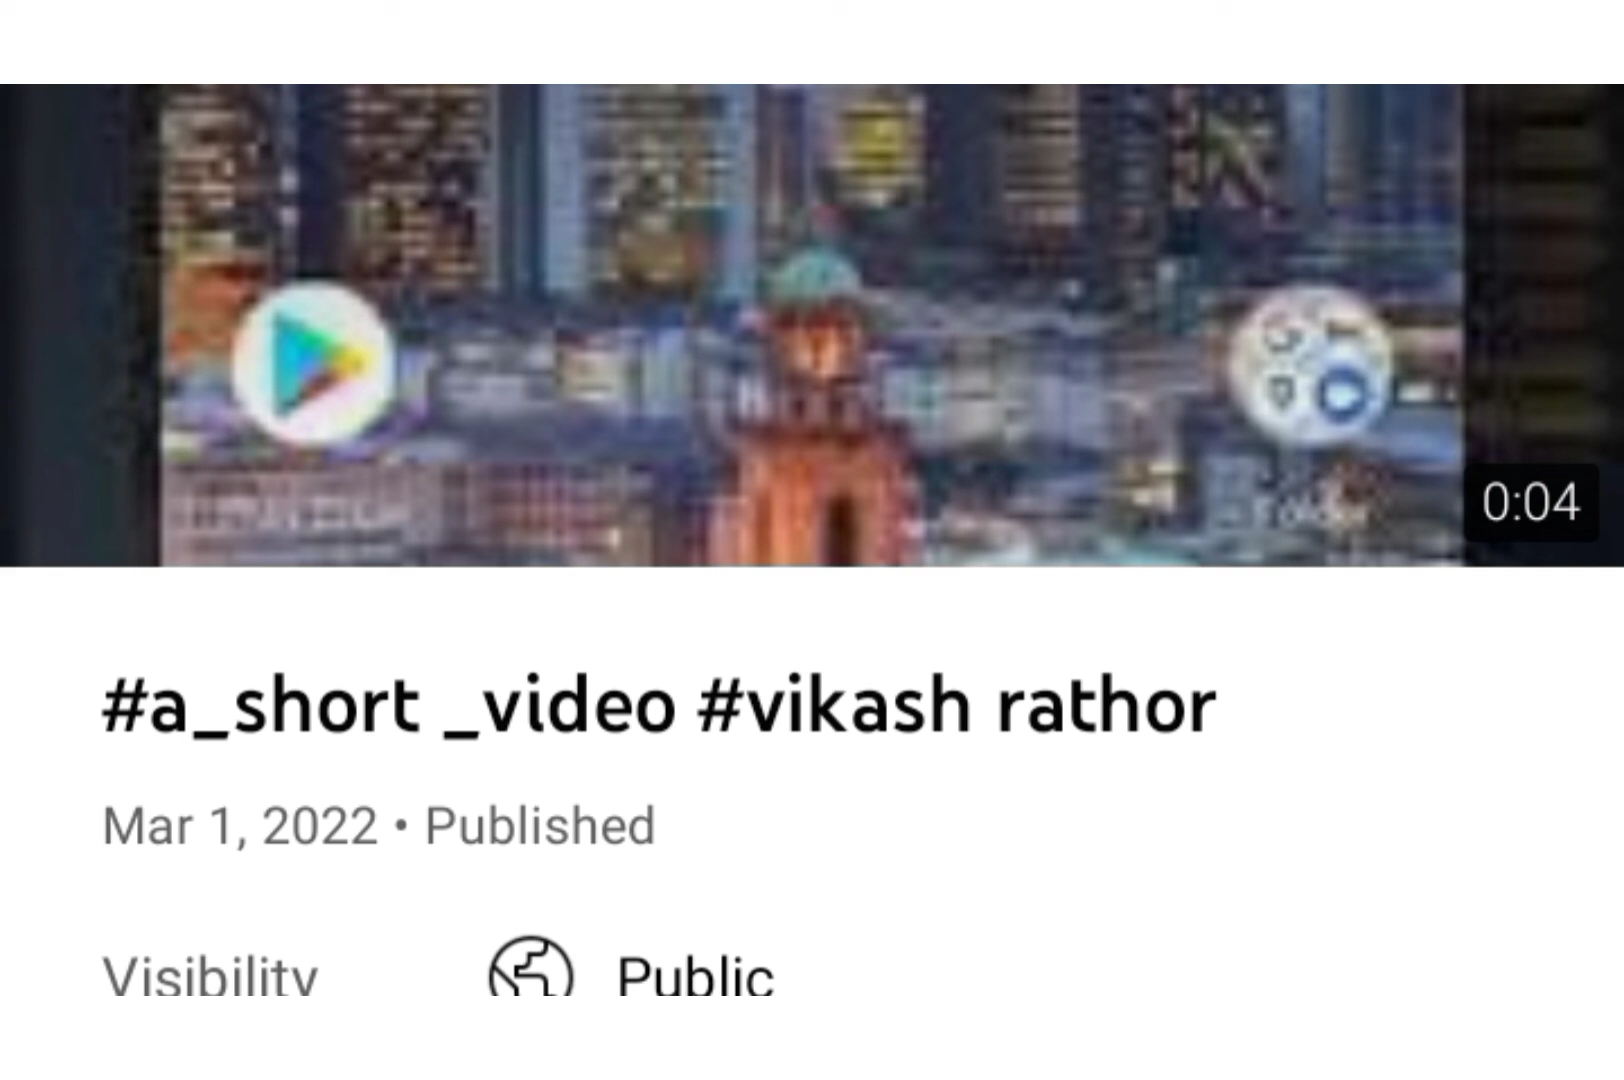 0:04
#a_short _video #vikash rathor
Mar 1, 2022 • Published
Visibility Public